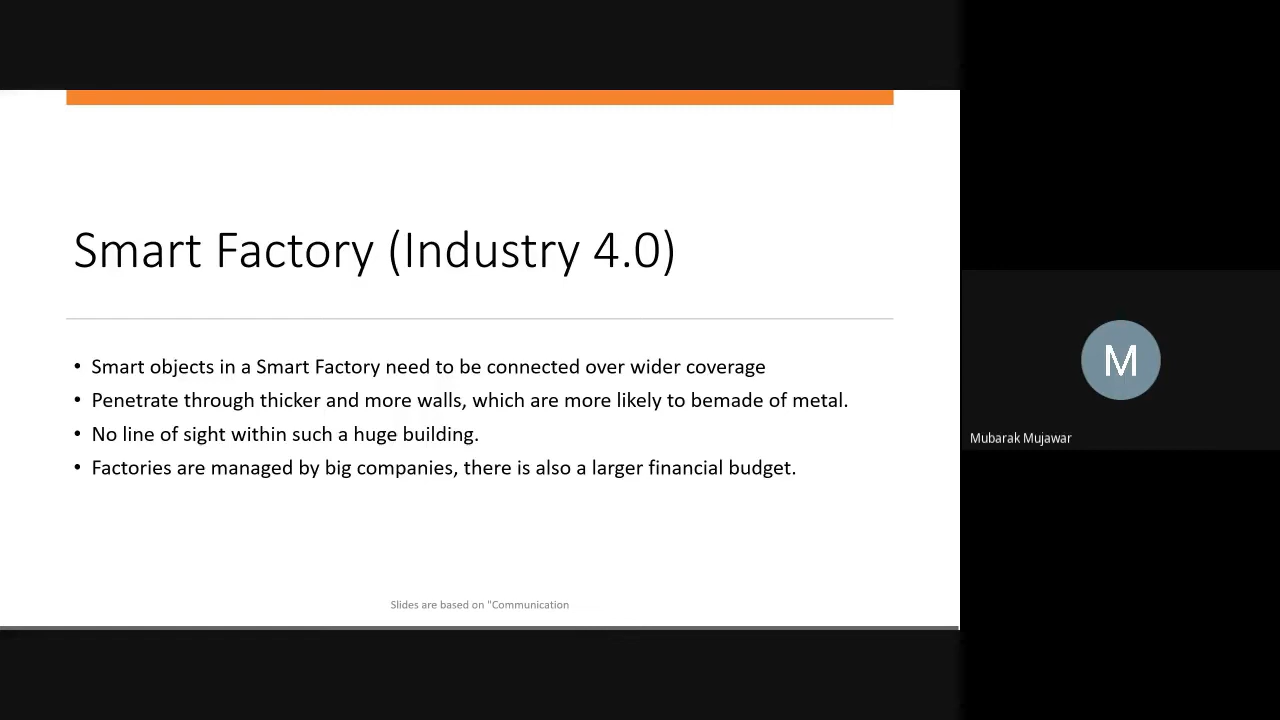 Smart Factory (Industry 4.0)
• Smart objects in a Smart Factory need to be connected over wider coverage
• Penetrate through thicker and more walls, which are more likely to bemade of metal.
• No line of sight within such a huge building.
• Factories are managed by big companies, there is also a larger financial budget.
Slides are based on "Communication
M
Mubarak Mujawar